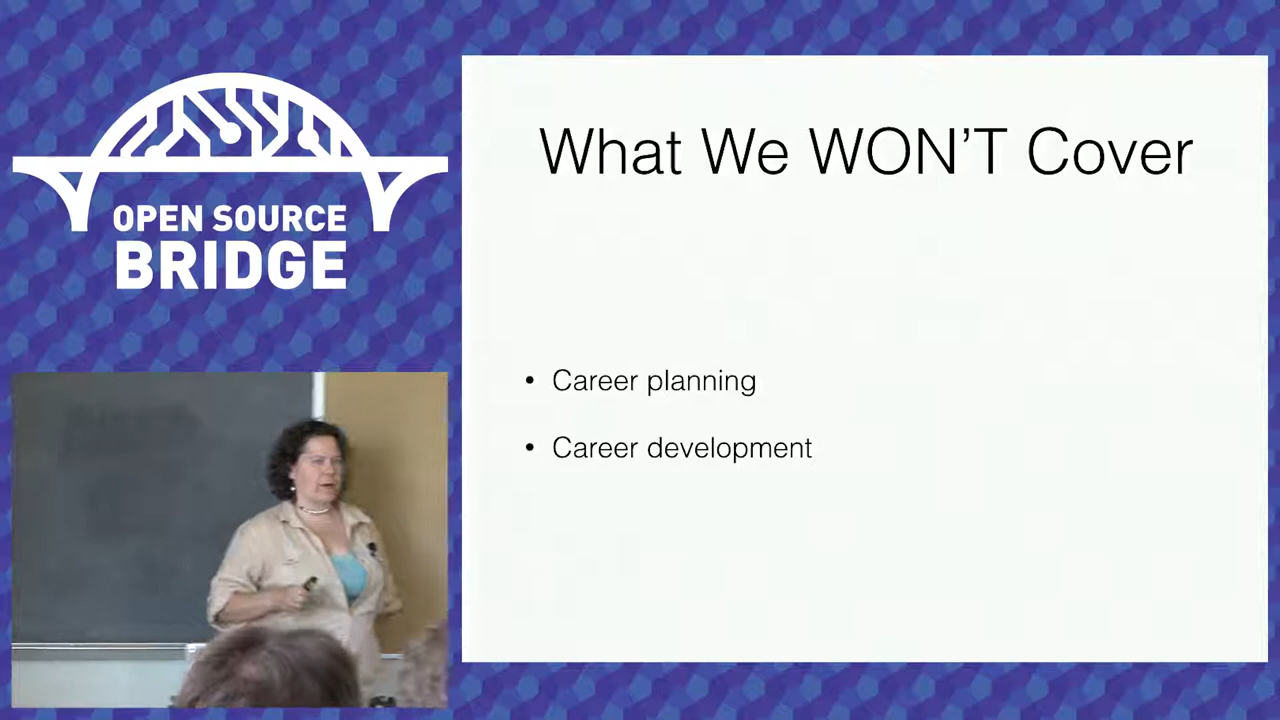 OPEN SOURCE
BRIDGE
What We WON'T Cover
• Career planning
• Career development